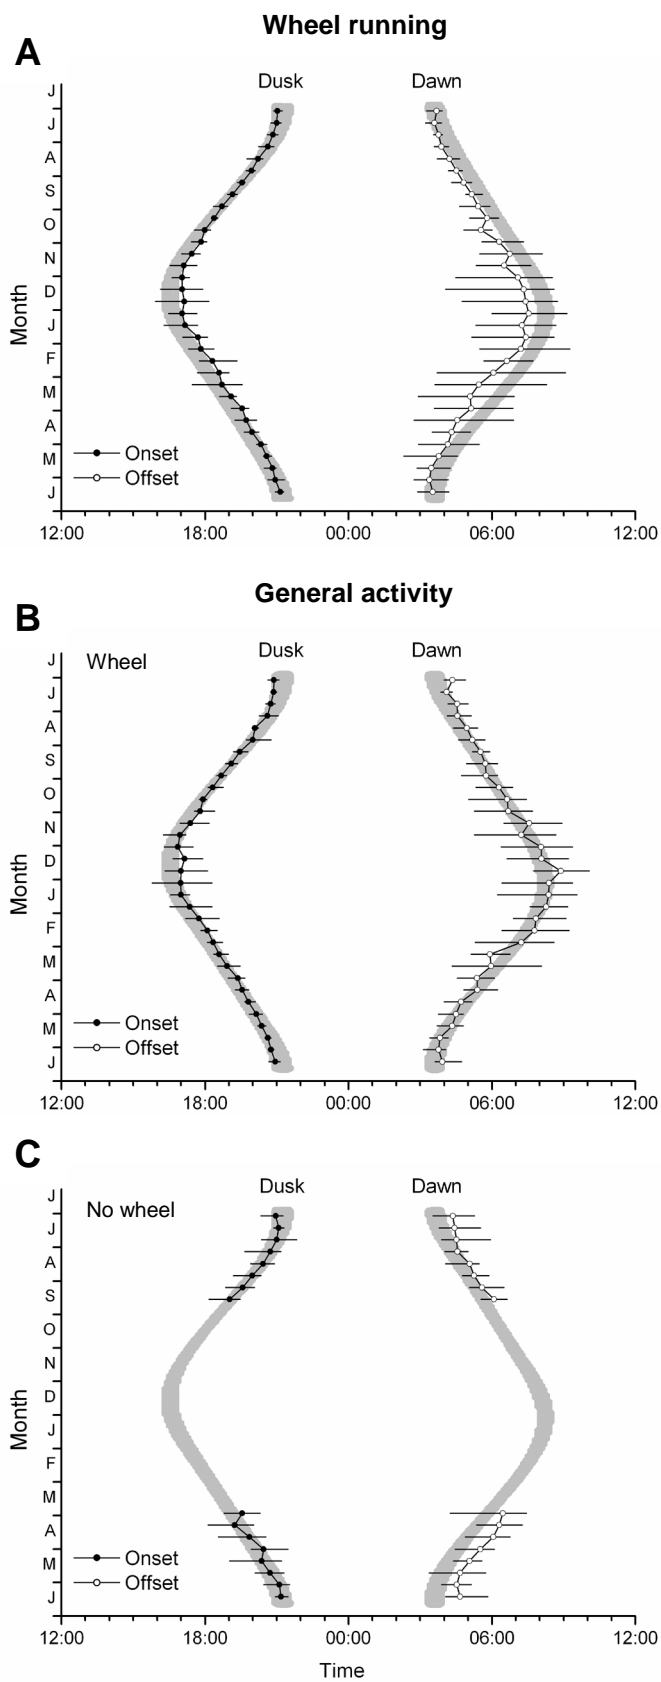 Wheel running
A
Dusk Dawn
J
J
A
S
O
N
D
J
F
M
A
M
J
Month
Onset
Offset
12:00 18:00 00:00 06:00 12:00
General activity
B
Wheel
Dusk Dawn
J
J
A
S
O
N
D
J
F
M
A
M
J
Month
Onset
Offset
12:00 18:00 00:00 06:00 12:00
C
No wheel
Dusk Dawn
J
J
A
S
O
N
D
J
F
M
A
M
J
Month
Onset
Offset
12:00 18:00 00:00 06:00 12:00
Time